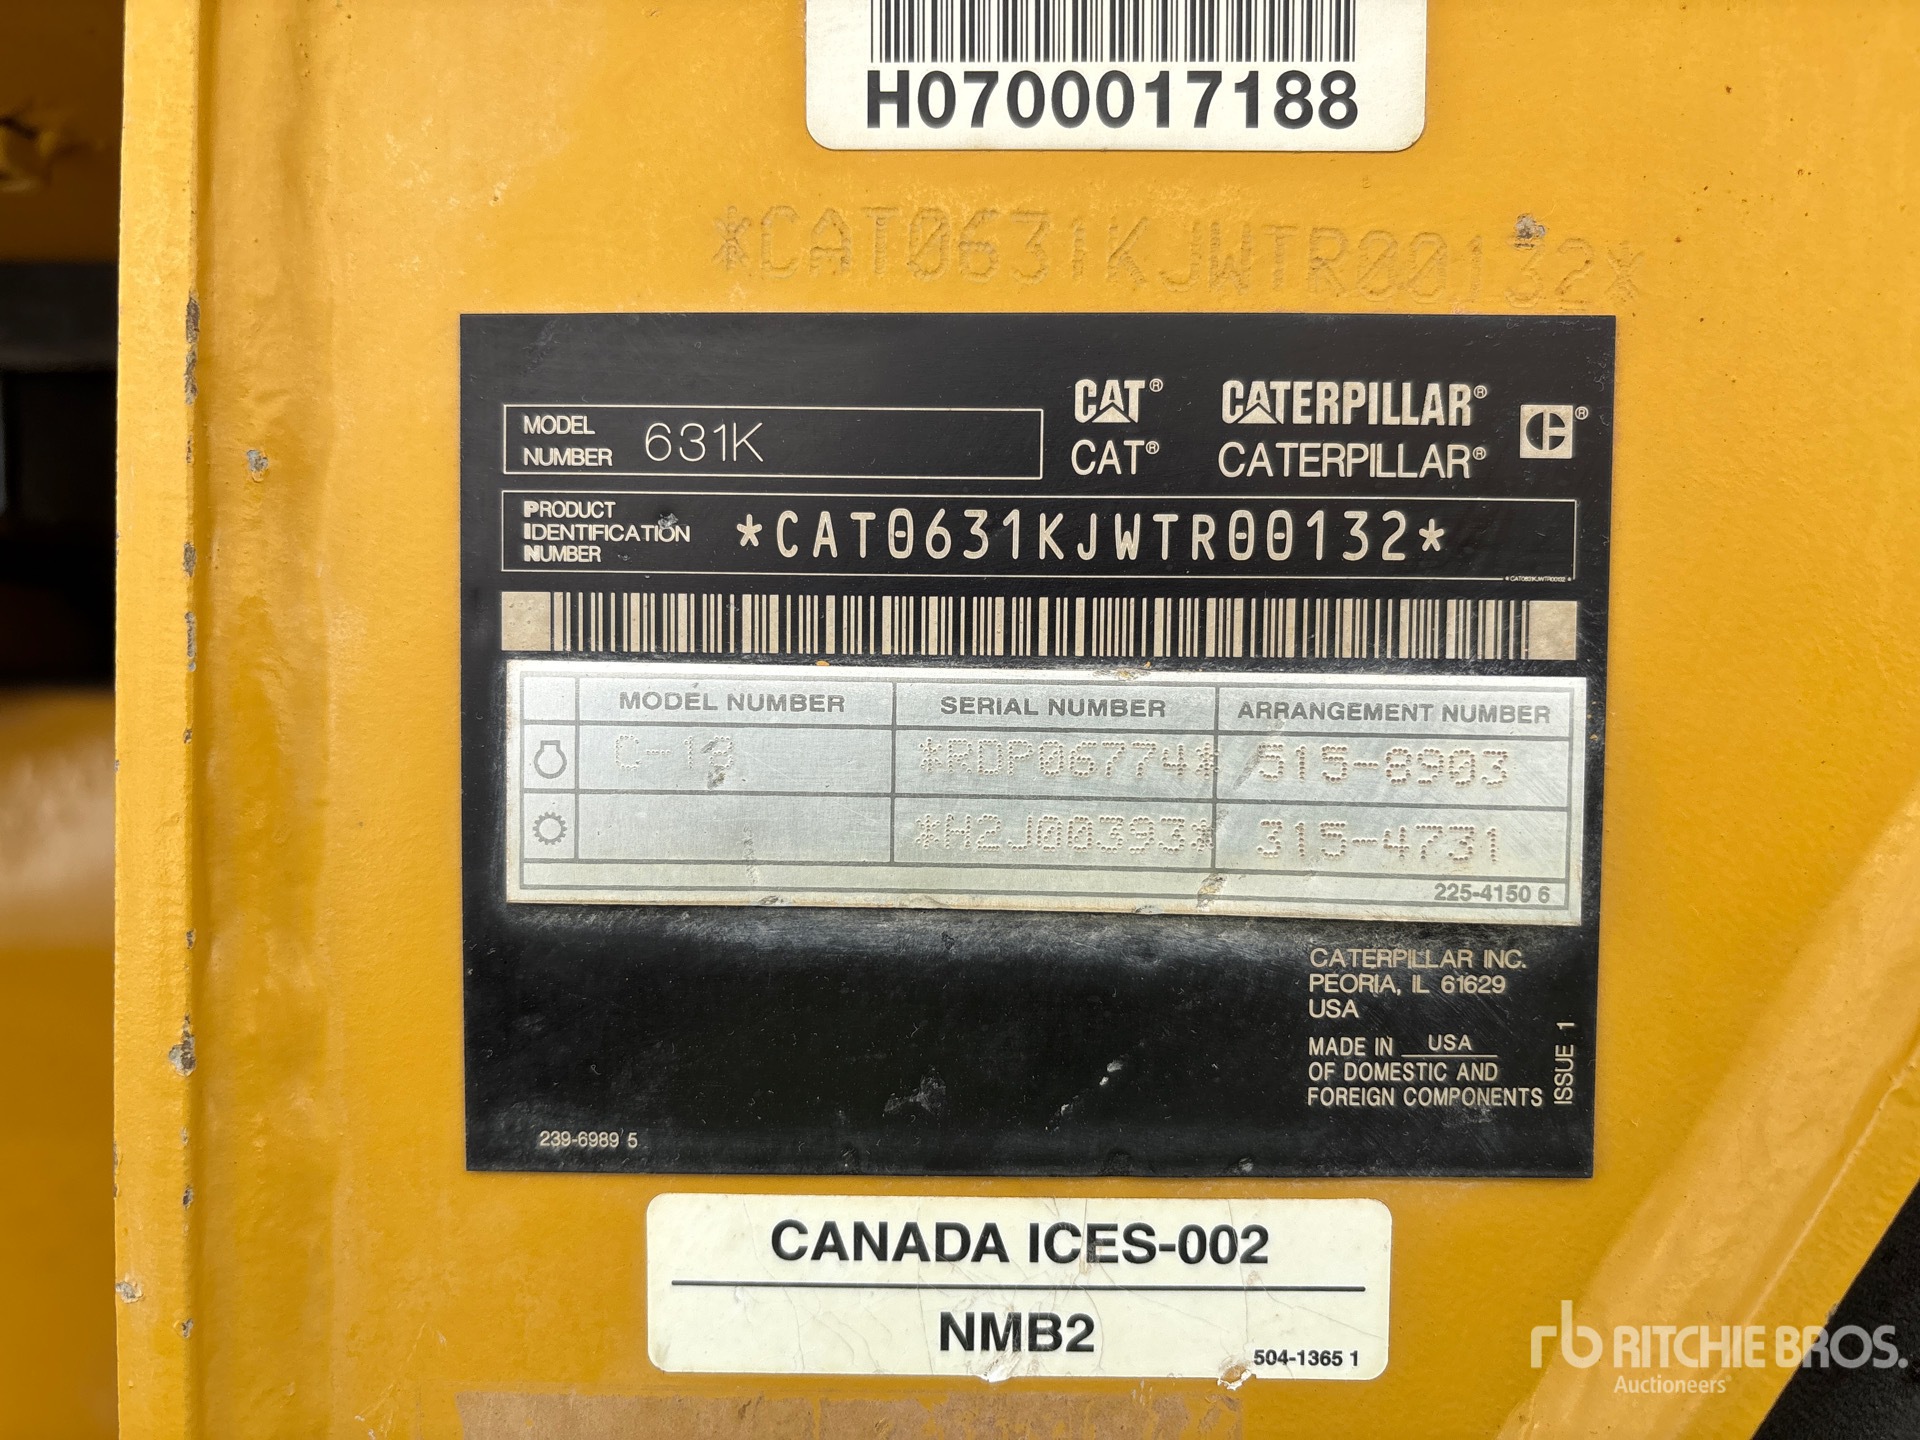 H0700017188
*CAT0631KJWTR00132*
MODEL NUMBER 631K
CAT® CATERPILLAR®
CAT® CATERPILLAR®
PRODUCT IDENTIFICATION NUMBER *CAT0631KJWTR00132*
*CAT0631KJWTR00132*
MODEL NUMBER SERIAL NUMBER ARRANGEMENT NUMBER
C-18 *RDP06774* 515-8903
*H2J00393* 315-4731
225-4150 6
CATERPILLAR INC.
PEORIA, IL 61629
USA
MADE IN USA
OF DOMESTIC AND
FOREIGN COMPONENTS
ISSUE 1
239-6989 5
CANADA ICES-002
NMB2
504-1365 1
rb RITCHIE BROS.
Auctioneers